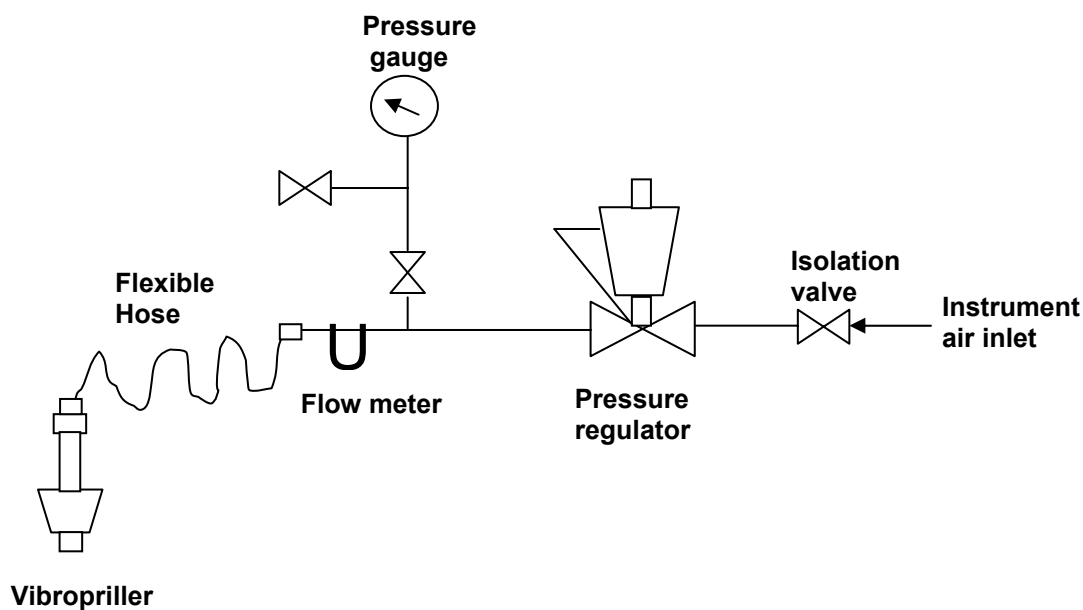 Pressure
gauge
Isolation
valve
Instrument
air inlet
Flexible
Hose
Flow meter
Pressure
regulator
Vibropriller